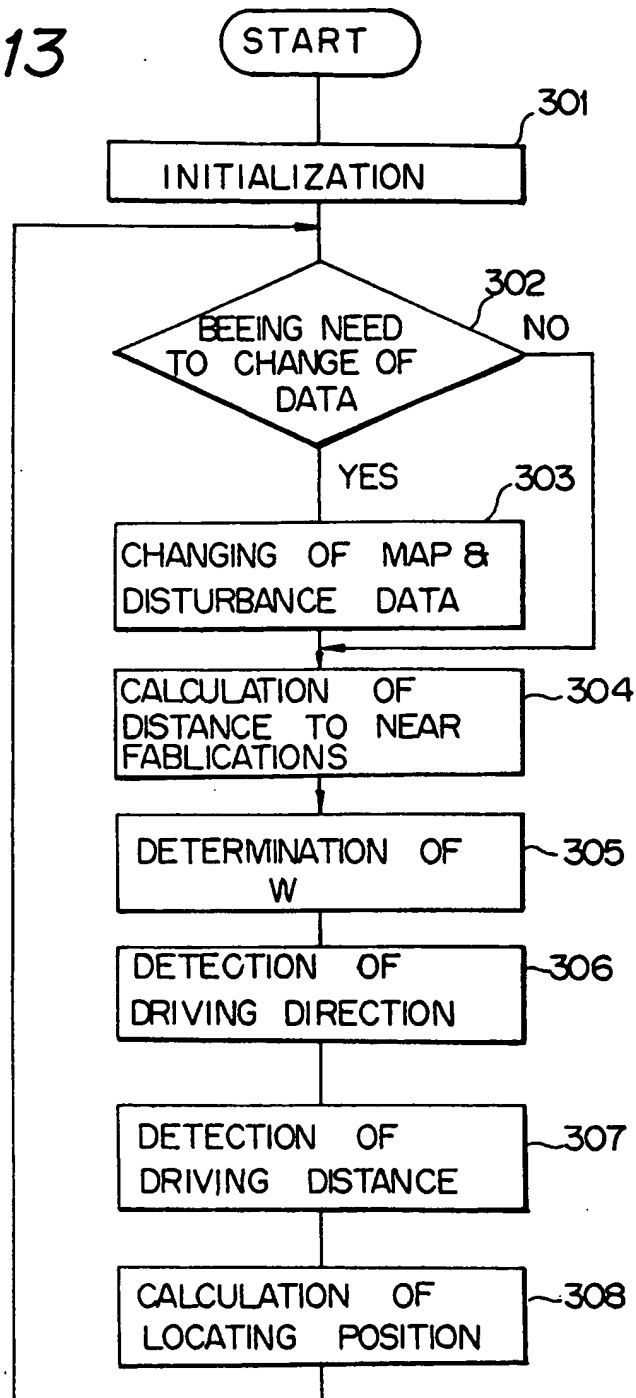 13
START
301
INITIALIZATION
302
BEEING NEED
TO CHANGE OF
DATA
NO
YES
303
CHANGING OF MAP &
DISTURBANCE DATA
CALCULATION OF
DISTANCE TO NEAR
FABLICATIONS
304
DETERMINATION OF
W
305
DETECTION OF
DRIVING DIRECTION
306
DETECTION OF
DRIVING DISTANCE
307
CALCULATION OF
LOCATING POSITION
308